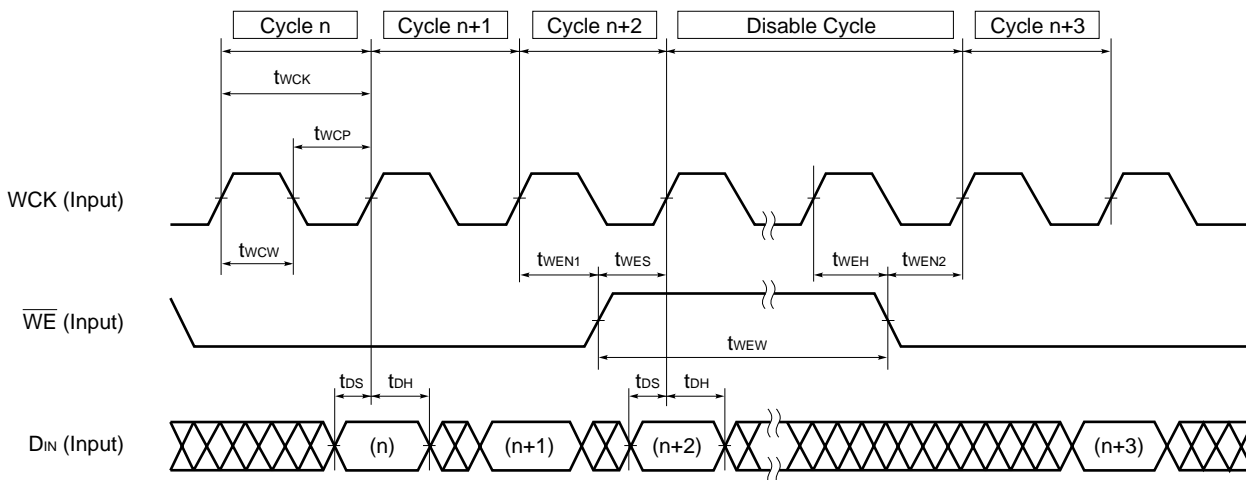 Cycle n Cycle n+1 Cycle n+2 Disable Cycle Cycle n+3
tWCK
tWCP
WCK (Input)
tWCW tWEN1 tWES tWEH tWEN2
W̅E̅ (Input)
tWEW
tDS tDH tDS tDH
DIN (Input) (n) (n+1) (n+2) (n+3)